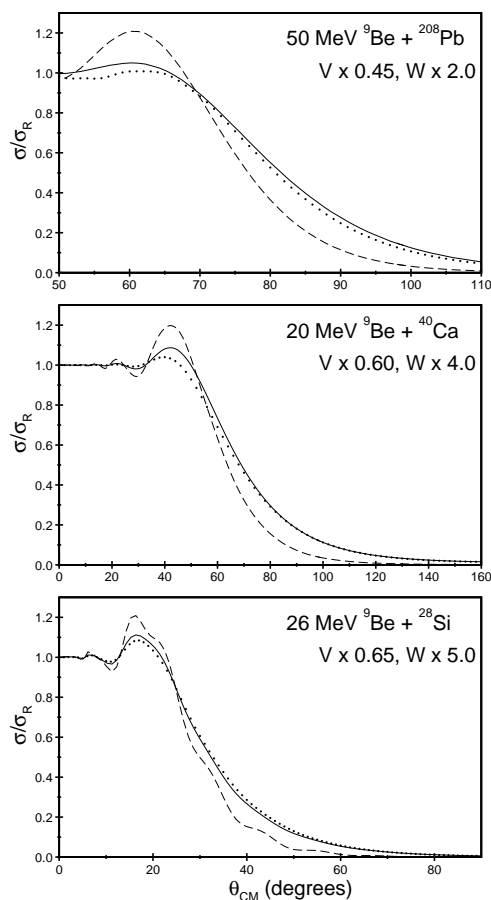 50 MeV ⁹Be + ²⁰⁸Pb
V x 0.45, W x 2.0
σ/σR
1.2
1.0
0.8
0.6
0.4
0.2
0.0
50 60 70 80 90 100 110
20 MeV ⁹Be + ⁴⁰Ca
V x 0.60, W x 4.0
σ/σR
1.2
1.0
0.8
0.6
0.4
0.2
0.0
0 20 40 60 80 100 120 140 160
26 MeV ⁹Be + ²⁸Si
V x 0.65, W x 5.0
σ/σR
1.2
1.0
0.8
0.6
0.4
0.2
0.0
0 20 40 60 80
θCM (degrees)